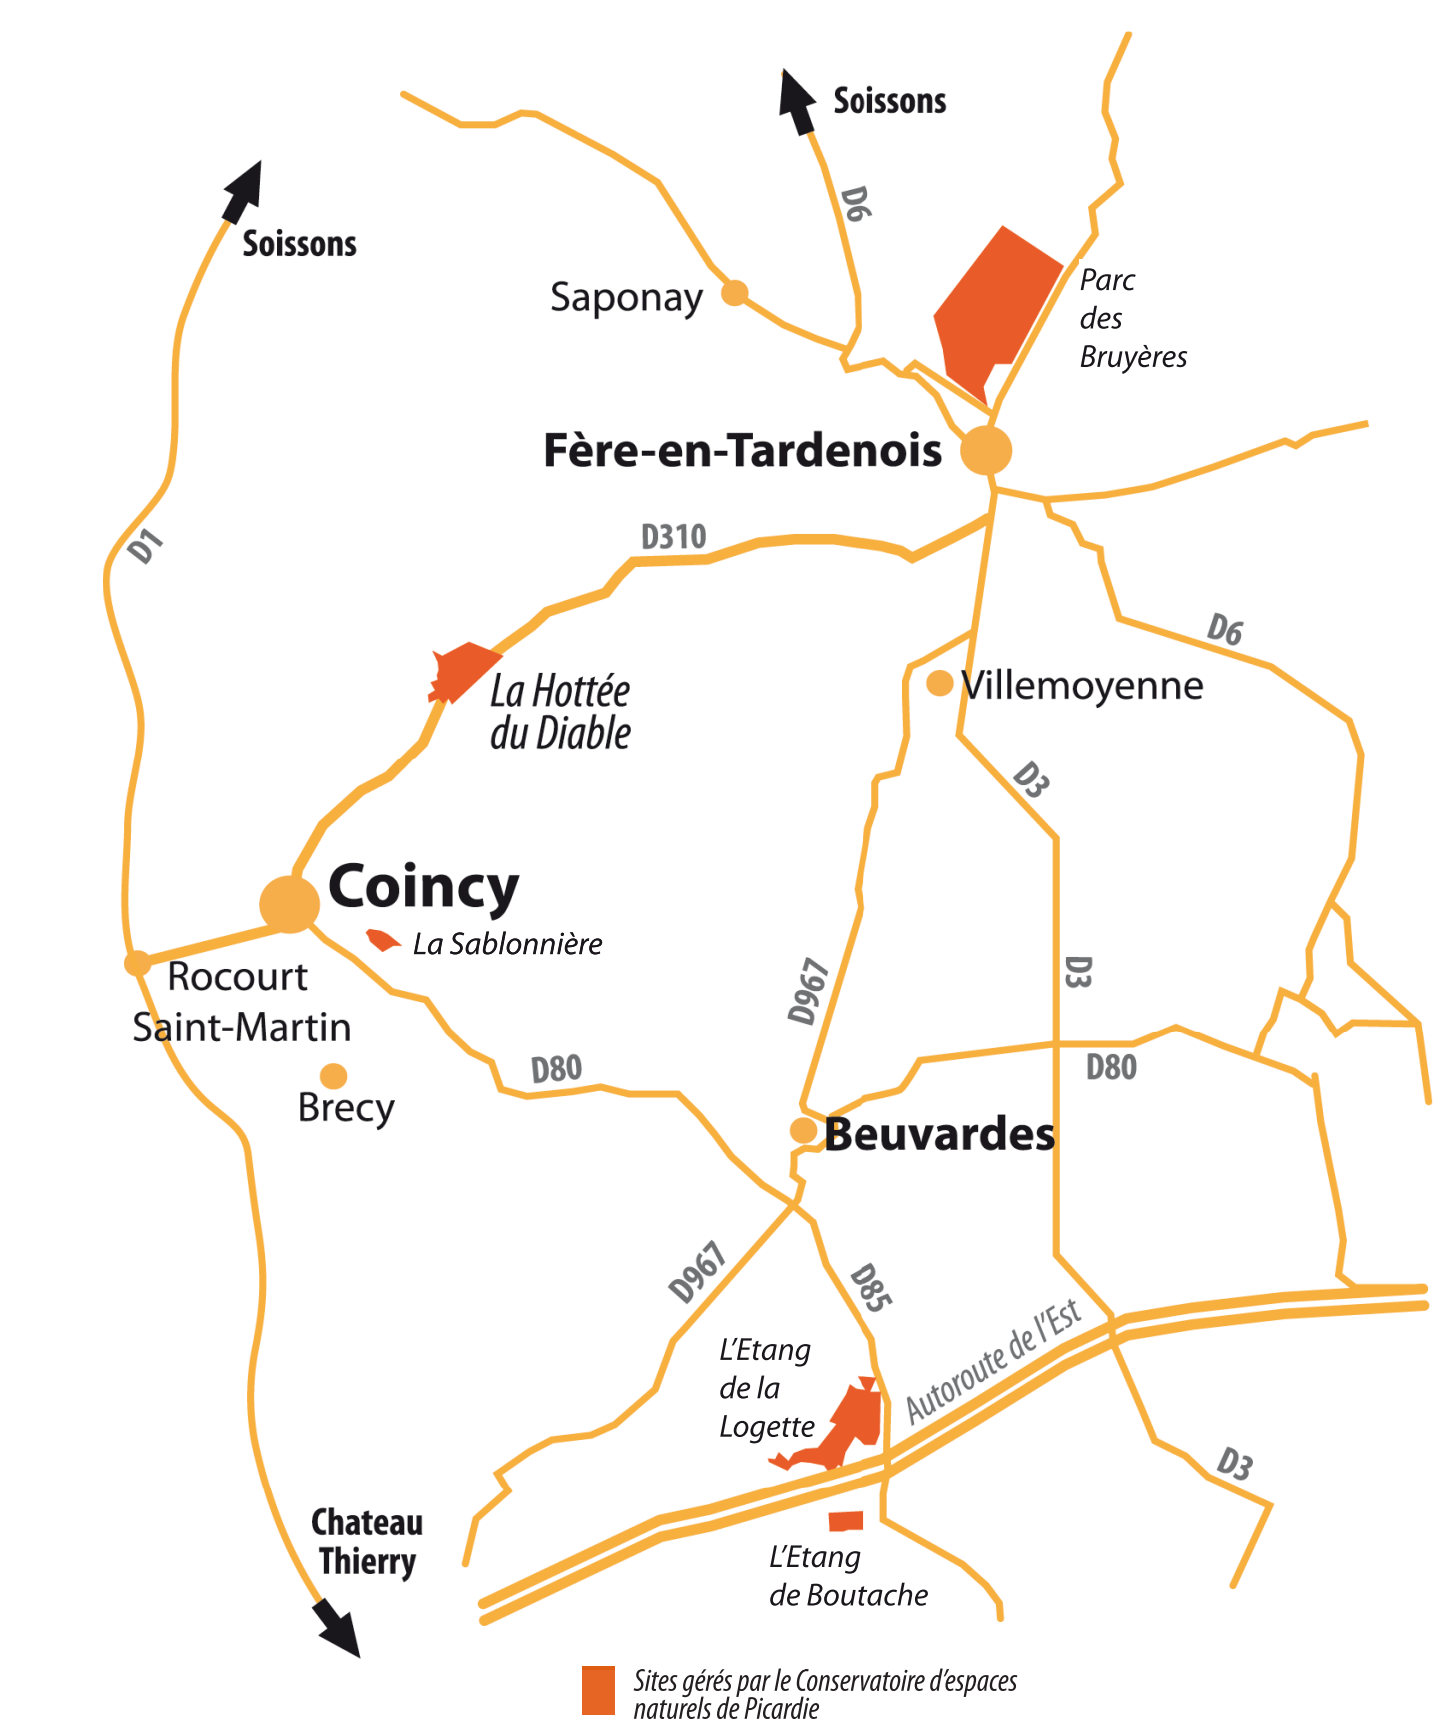 Soissons
Soissons
D6
Parc
des
Bruyères
Saponay
Fère-en-Tardenois
D310
D1
D6
La Hottée
du Diable
Villemoyenne
D3
Coincy
La Sablonnière
Rocourt
Saint-Martin
D967
D3
Brecy
D80
D80
Beuvardes
D967
D85
L'Etang
de la
Logette
Autoroute de l'Est
D3
Chateau
Thierry
L'Etang
de Boutache
Sites gérés par le Conservatoire d'espaces
naturels de Picardie